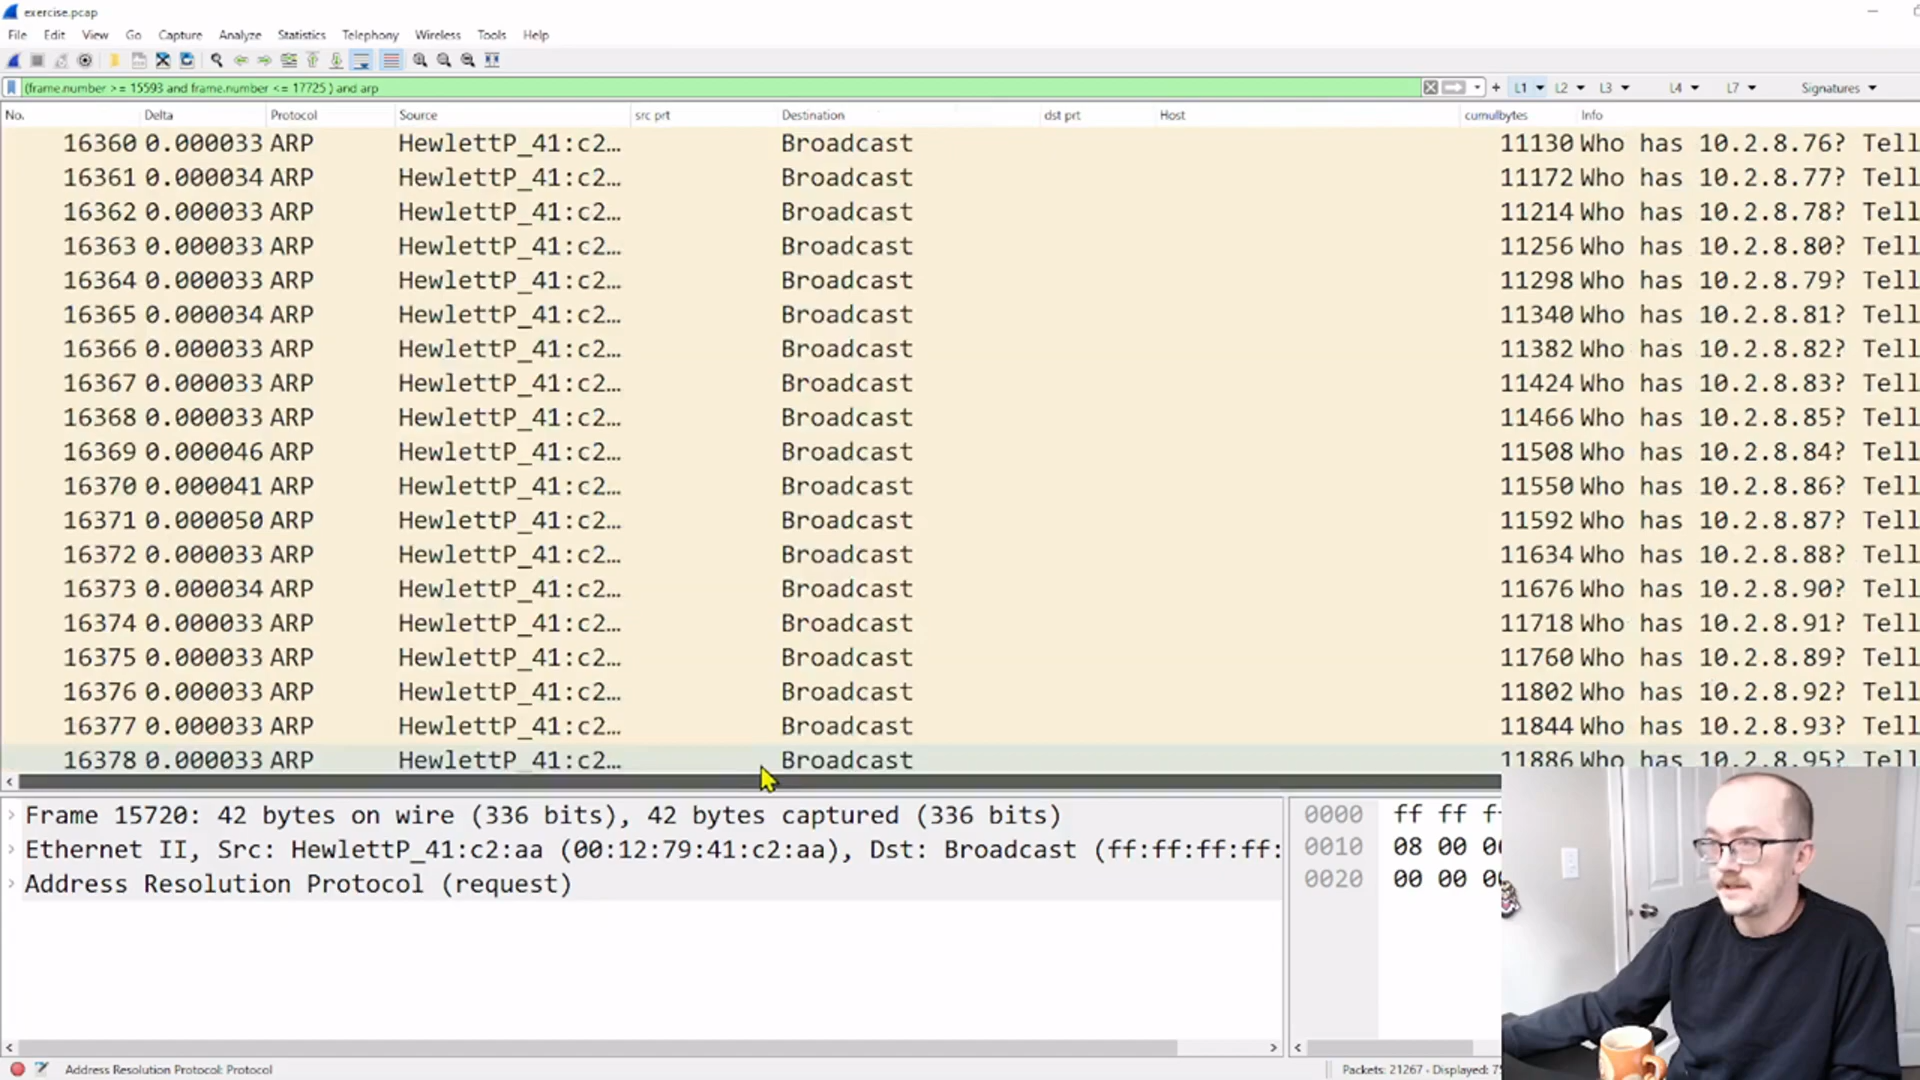 exercise.pcap
File Edit View Go Capture Analyze Statistics Telephony Wireless Tools Help
(frame.number >= 15593 and frame.number <= 17725 ) and arp
+ L1 L2 L3 L4 L7 Signatures
No. Delta Protocol Source src prt Destination dst prt Host cumulbytes Info
16360 0.000033 ARP HewlettP_41:c2… Broadcast 11130 Who has 10.2.8.76? Tell
16361 0.000034 ARP HewlettP_41:c2… Broadcast 11172 Who has 10.2.8.77? Tell
16362 0.000033 ARP HewlettP_41:c2… Broadcast 11214 Who has 10.2.8.78? Tell
16363 0.000033 ARP HewlettP_41:c2… Broadcast 11256 Who has 10.2.8.80? Tell
16364 0.000033 ARP HewlettP_41:c2… Broadcast 11298 Who has 10.2.8.79? Tell
16365 0.000034 ARP HewlettP_41:c2… Broadcast 11340 Who has 10.2.8.81? Tell
16366 0.000033 ARP HewlettP_41:c2… Broadcast 11382 Who has 10.2.8.82? Tell
16367 0.000033 ARP HewlettP_41:c2… Broadcast 11424 Who has 10.2.8.83? Tell
16368 0.000033 ARP HewlettP_41:c2… Broadcast 11466 Who has 10.2.8.85? Tell
16369 0.000046 ARP HewlettP_41:c2… Broadcast 11508 Who has 10.2.8.84? Tell
16370 0.000041 ARP HewlettP_41:c2… Broadcast 11550 Who has 10.2.8.86? Tell
16371 0.000050 ARP HewlettP_41:c2… Broadcast 11592 Who has 10.2.8.87? Tell
16372 0.000033 ARP HewlettP_41:c2… Broadcast 11634 Who has 10.2.8.88? Tell
16373 0.000034 ARP HewlettP_41:c2… Broadcast 11676 Who has 10.2.8.90? Tell
16374 0.000033 ARP HewlettP_41:c2… Broadcast 11718 Who has 10.2.8.91? Tell
16375 0.000033 ARP HewlettP_41:c2… Broadcast 11760 Who has 10.2.8.89? Tell
16376 0.000033 ARP HewlettP_41:c2… Broadcast 11802 Who has 10.2.8.92? Tell
16377 0.000033 ARP HewlettP_41:c2… Broadcast 11844 Who has 10.2.8.93? Tell
16378 0.000033 ARP HewlettP_41:c2… Broadcast 11886 Who has 10.2.8.95? Tell
Frame 15720: 42 bytes on wire (336 bits), 42 bytes captured (336 bits)
Ethernet II, Src: HewlettP_41:c2:aa (00:12:79:41:c2:aa), Dst: Broadcast (ff:ff:ff:ff:
Address Resolution Protocol (request)
0000 ff ff
0010 08 00
0020 00 00
Address Resolution Protocol: Protocol
Packets: 21267 - Displayed: